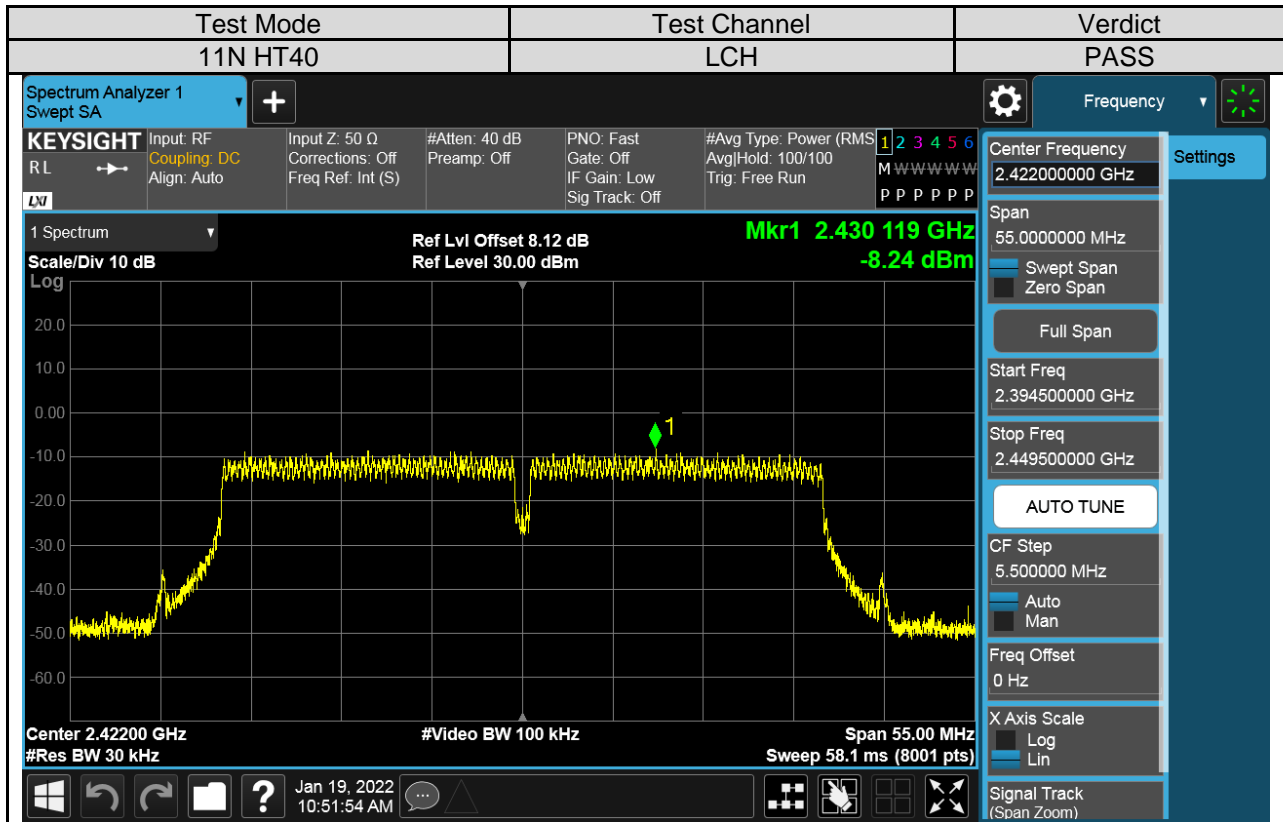 Test Mode Test Channel Verdict
11N HT40 LCH PASS
Spectrum Analyzer 1
Swept SA
+
Frequency
KEYSIGHT
RL
LXI
Input: RF
Coupling: DC
Align: Auto
Input Z: 50 Ω
Corrections: Off
Freq Ref: Int (S)
#Atten: 40 dB
Preamp: Off
PNO: Fast
Gate: Off
IF Gain: Low
Sig Track: Off
#Avg Type: Power (RMS
Avg|Hold: 100/100
Trig: Free Run
1 2 3 4 5 6
M W W W W W
P P P P P P
1 Spectrum
Scale/Div 10 dB
Ref Lvl Offset 8.12 dB
Ref Level 30.00 dBm
Mkr1 2.430 119 GHz
-8.24 dBm
Log
20.0
10.0
0.00
-10.0
-20.0
-30.0
-40.0
-50.0
-60.0
1
Center 2.42200 GHz
#Res BW 30 kHz
#Video BW 100 kHz
Span 55.00 MHz
Sweep 58.1 ms (8001 pts)
Center Frequency
2.422000000 GHz
Settings
Span
55.0000000 MHz
Swept Span
Zero Span
Full Span
Start Freq
2.394500000 GHz
Stop Freq
2.449500000 GHz
AUTO TUNE
CF Step
5.500000 MHz
Auto
Man
Freq Offset
0 Hz
X Axis Scale
Log
Lin
Signal Track
(Span Zoom)
?
Jan 19, 2022
10:51:54 AM